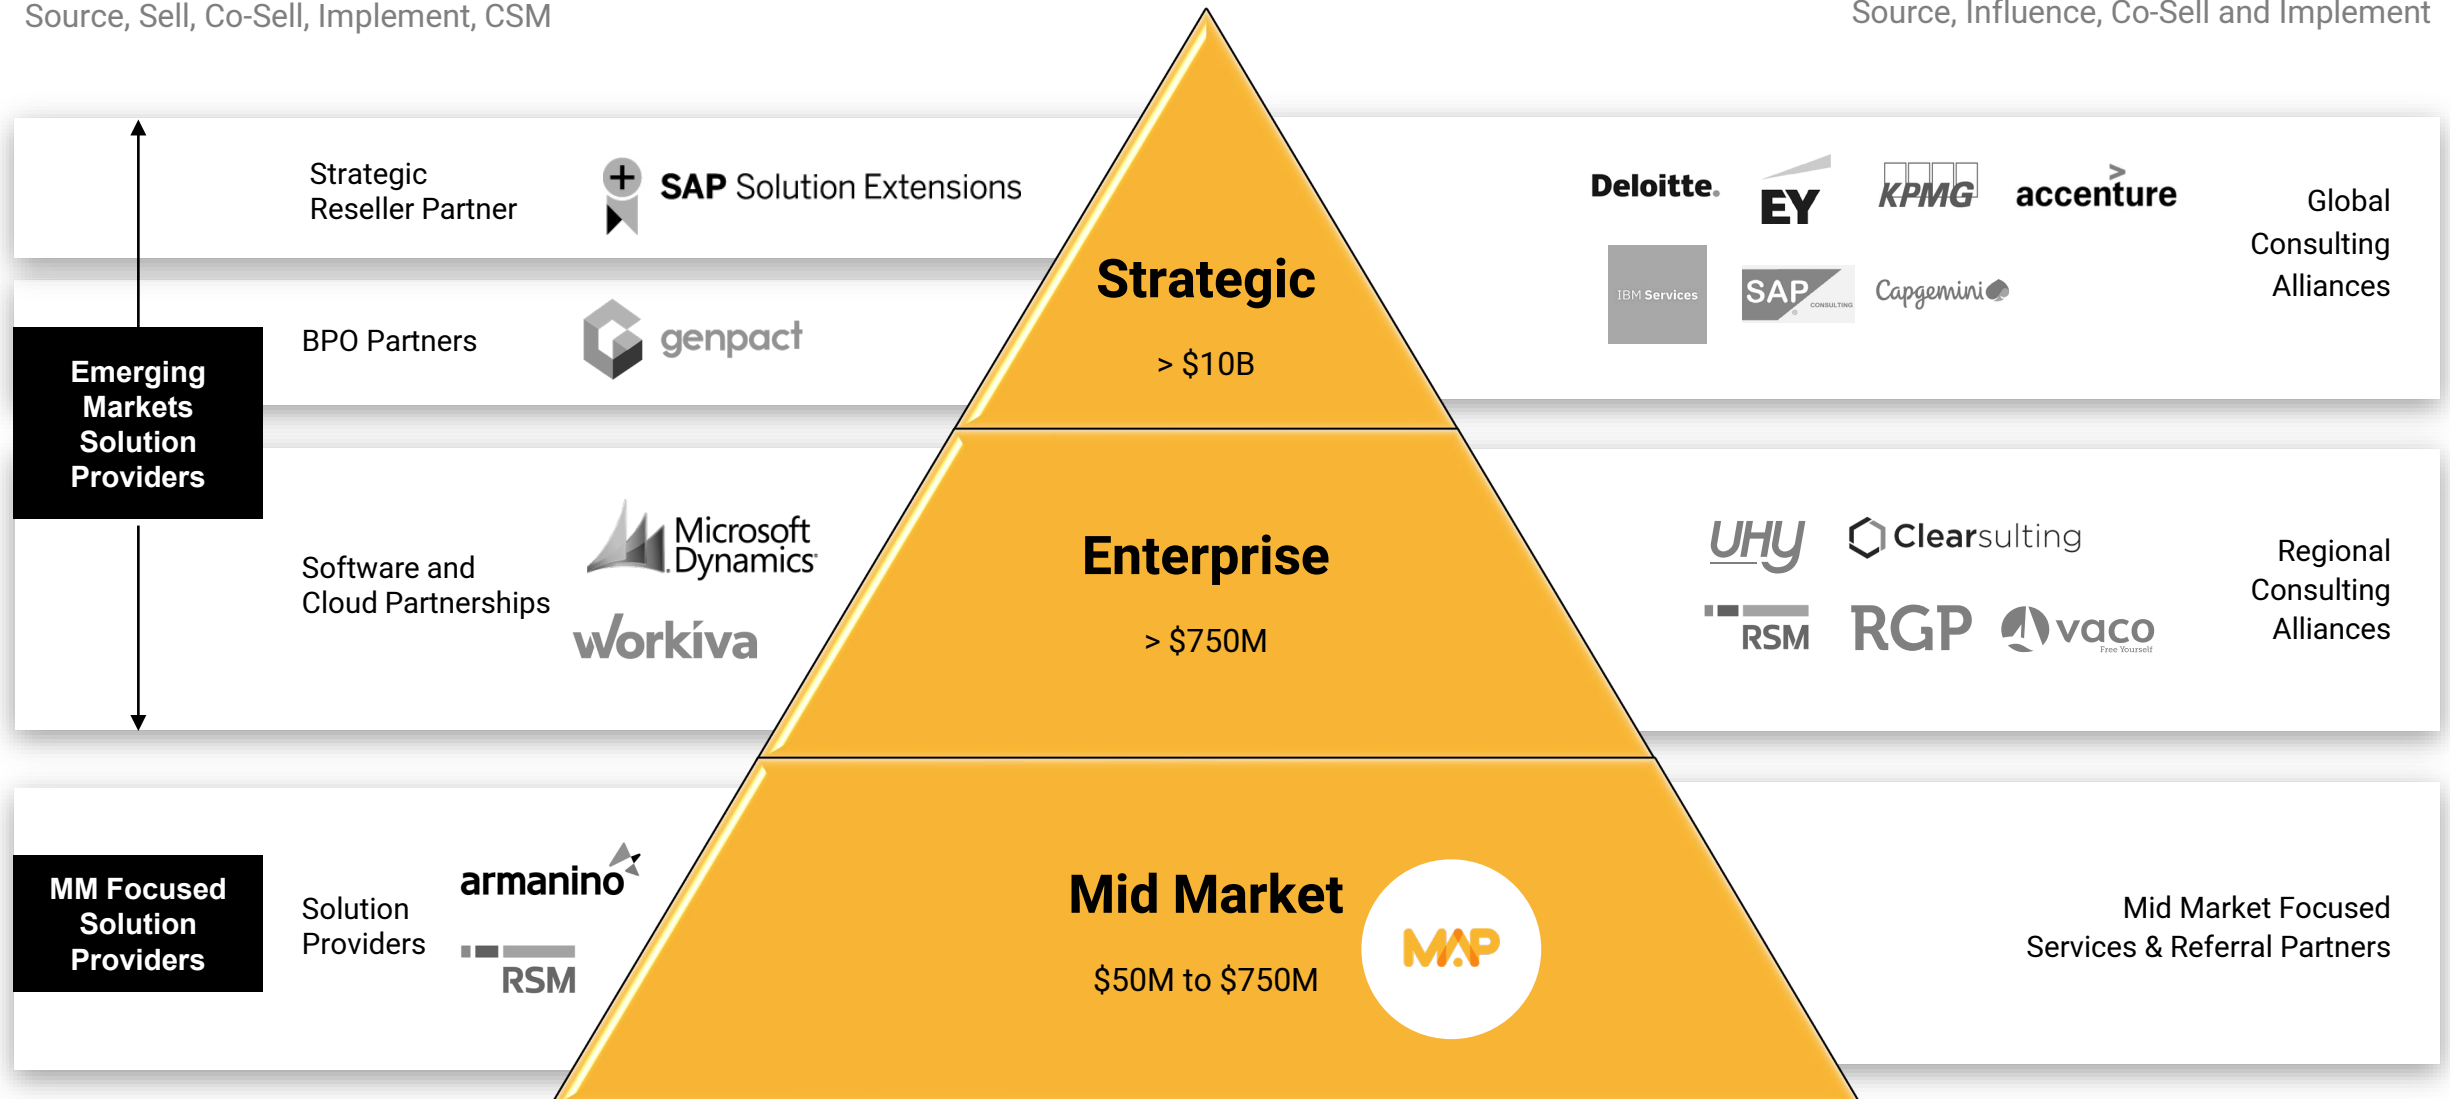 Source, Sell, Co-Sell, Implement, CSM
Source, Influence, Co-Sell and Implement
Strategic
Reseller Partner
SAP Solution Extensions
BPO Partners
genpact
Emerging
Markets
Solution
Providers
Software and
Cloud Partnerships
Microsoft
Dynamics
workiva
MM Focused
Solution
Providers
Solution
Providers
armanino
RSM
Strategic
> $10B
Enterprise
> $750M
Mid Market
$50M to $750M
MAP
Deloitte.
EY
KPMG
accenture
IBM Services
SAP
CONSULTING
Capgemini
Global
Consulting
Alliances
UHY
Clearsulting
RSM
RGP
vaco
Free Yourself
Regional
Consulting
Alliances
Mid Market Focused
Services & Referral Partners